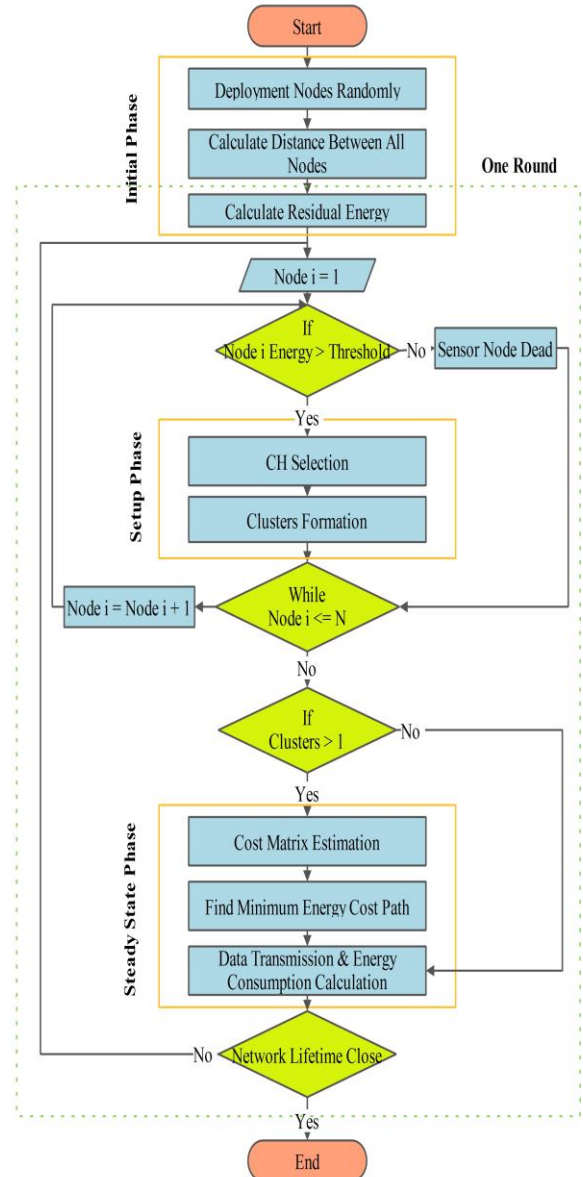 Start
Initial Phase
Deployment Nodes Randomly
Calculate Distance Between All
Nodes
One Round
Calculate Residual Energy
Node i = 1
If
Node i Energy > Threshold
No
Sensor Node Dead
Yes
Setup Phase
CH Selection
Clusters Formation
While
Node i <= N
Node i = Node i + 1
No
If
Clusters > 1
No
Yes
Steady State Phase
Cost Matrix Estimation
Find Minimum Energy Cost Path
Data Transmission & Energy
Consumption Calculation
Network Lifetime Close
No
Yes
End